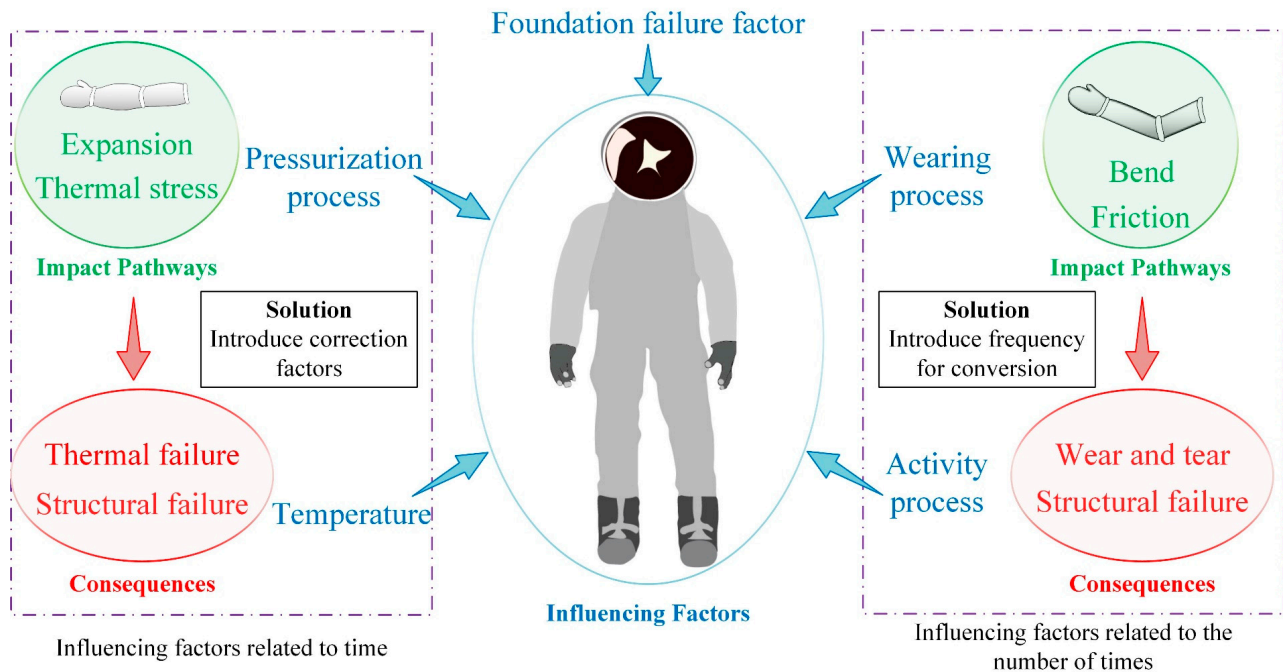 Foundation failure factor
Expansion
Thermal stress
Impact Pathways
Pressurization
process
Solution
Introduce correction
factors
Thermal failure
Structural failure
Consequences
Temperature
Influencing factors related to time
Influencing Factors
Wearing
process
Bend
Friction
Impact Pathways
Solution
Introduce frequency
for conversion
Activity
process
Wear and tear
Structural failure
Consequences
Influencing factors related to the
number of times